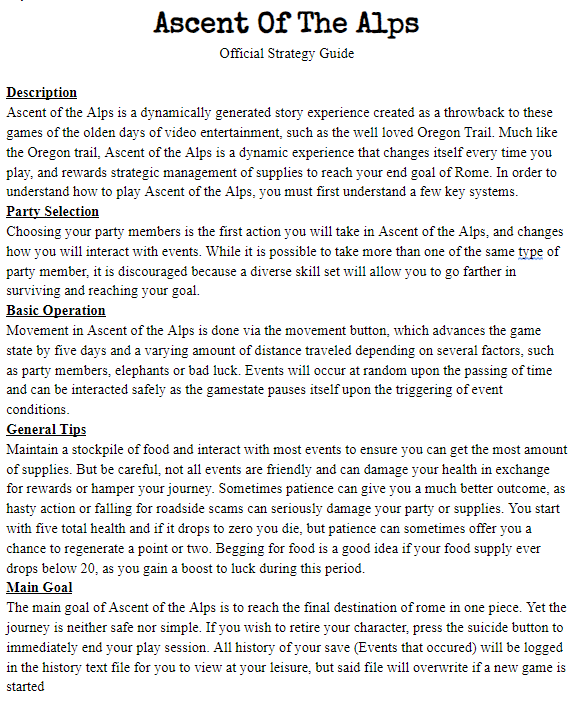 Ascent Of The Alps
Official Strategy Guide
Description
Ascent of the Alps is a dynamically generated story experience created as a throwback to these
games of the olden days of video entertainment, such as the well loved Oregon Trail. Much like
the Oregon trail, Ascent of the Alps is a dynamic experience that changes itself every time you
play, and rewards strategic management of supplies to reach your end goal of Rome. In order to
understand how to play Ascent of the Alps, you must first understand a few key systems.
Party Selection
Choosing your party members is the first action you will take in Ascent of the Alps, and changes
how you will interact with events. While it is possible to take more than one of the same type of
party member, it is discouraged because a diverse skill set will allow you to go farther in
surviving and reaching your goal.
Basic Operation
Movement in Ascent of the Alps is done via the movement button, which advances the game
state by five days and a varying amount of distance traveled depending on several factors, such
as party members, elephants or bad luck. Events will occur at random upon the passing of time
and can be interacted safely as the gamestate pauses itself upon the triggering of event
conditions.
General Tips
Maintain a stockpile of food and interact with most events to ensure you can get the most amount
of supplies. But be careful, not all events are friendly and can damage your health in exchange
for rewards or hamper your journey. Sometimes patience can give you a much better outcome, as
hasty action or falling for roadside scams can seriously damage your party or supplies. You start
with five total health and if it drops to zero you die, but patience can sometimes offer you a
chance to regenerate a point or two. Begging for food is a good idea if your food supply ever
drops below 20, as you gain a boost to luck during this period.
Main Goal
The main goal of Ascent of the Alps is to reach the final destination of rome in one piece. Yet the
journey is neither safe nor simple. If you wish to retire your character, press the suicide button to
immediately end your play session. All history of your save (Events that occured) will be logged
in the history text file for you to view at your leisure, but said file will overwrite if a new game is
started